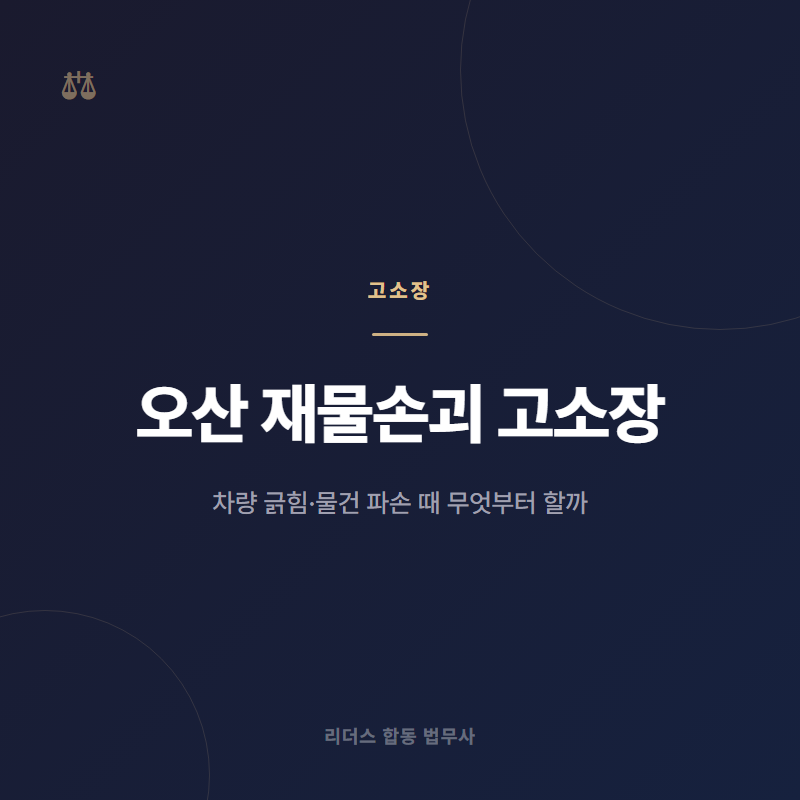 고소장
오산 재물손괴 고소장
차량 긁힘·물건 파손 때 무엇부터 할까
리더스 합동 법무사